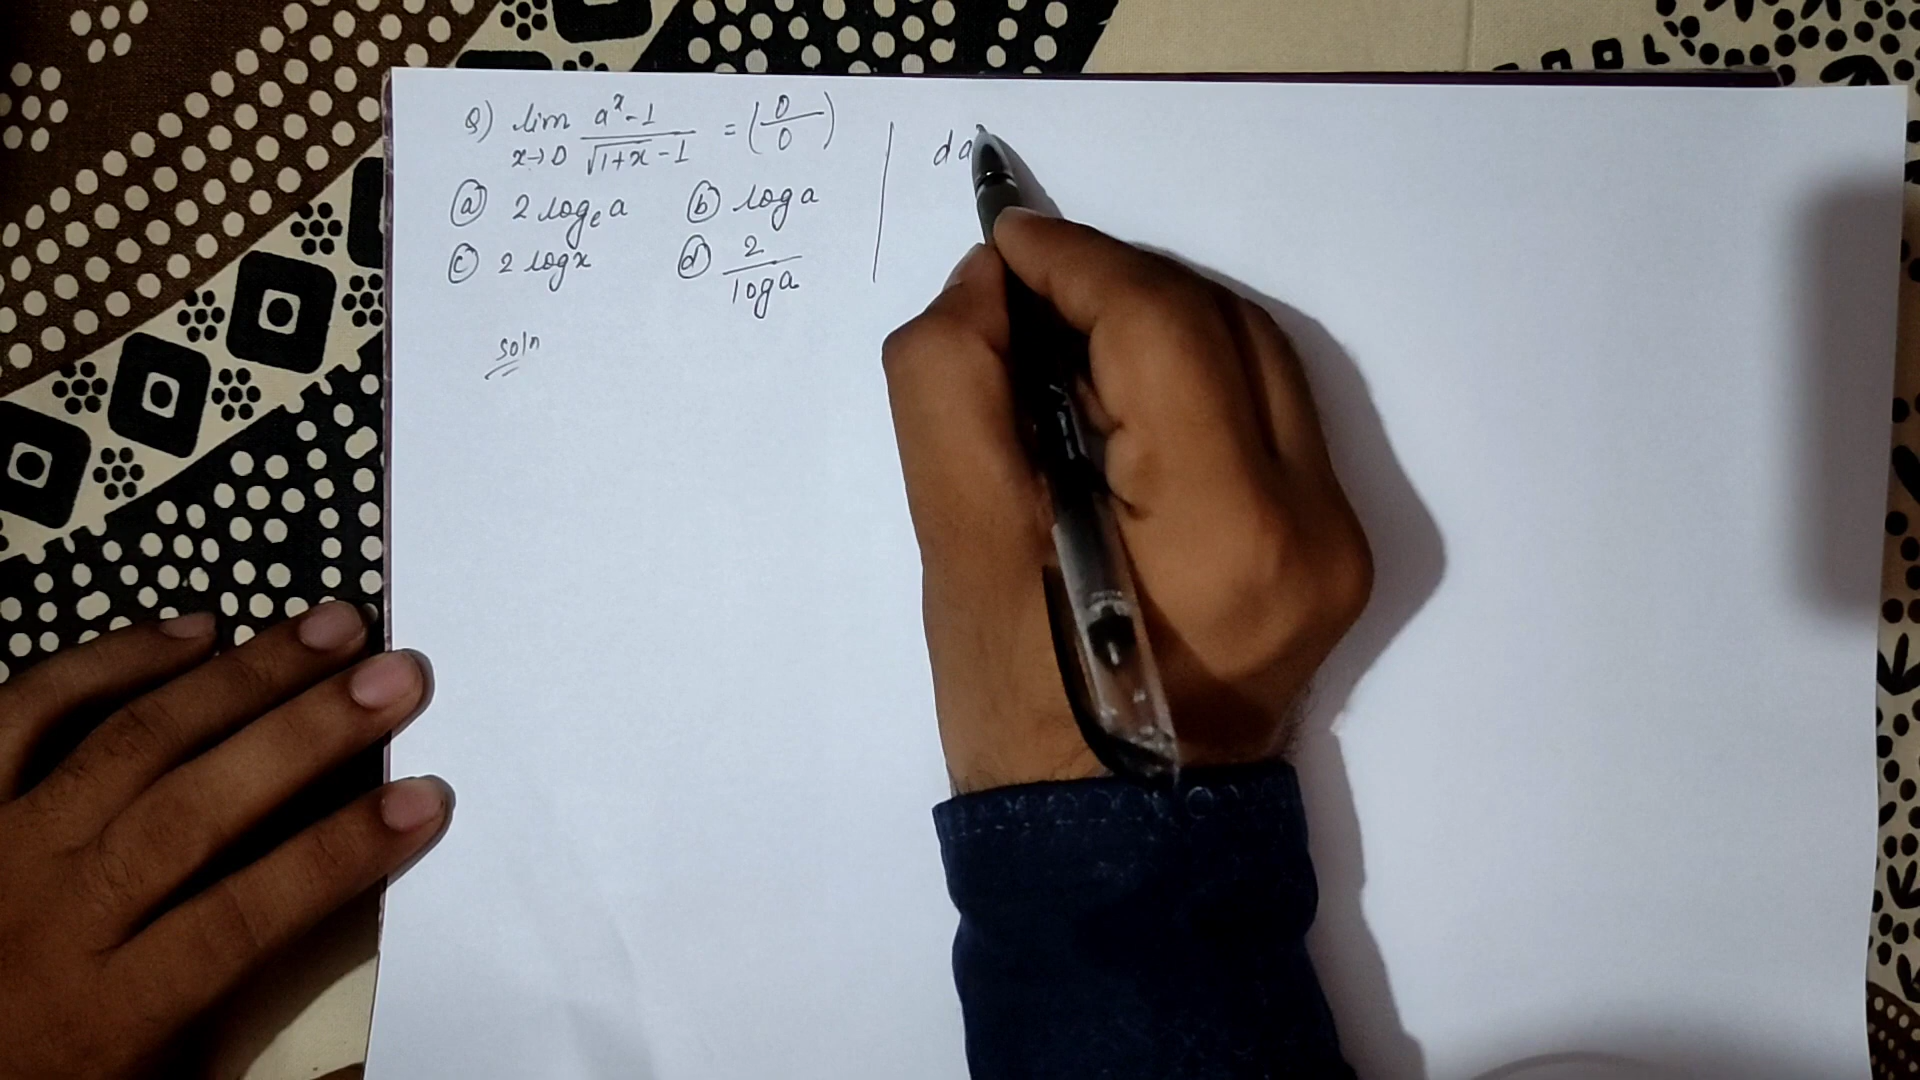 Q) lim x→0 (a^x-1)/(√(1+x) -1) = (0/0)
(a) 2 log_e a (b) log a
(c) 2 log x (d) 2/log a
soln
da